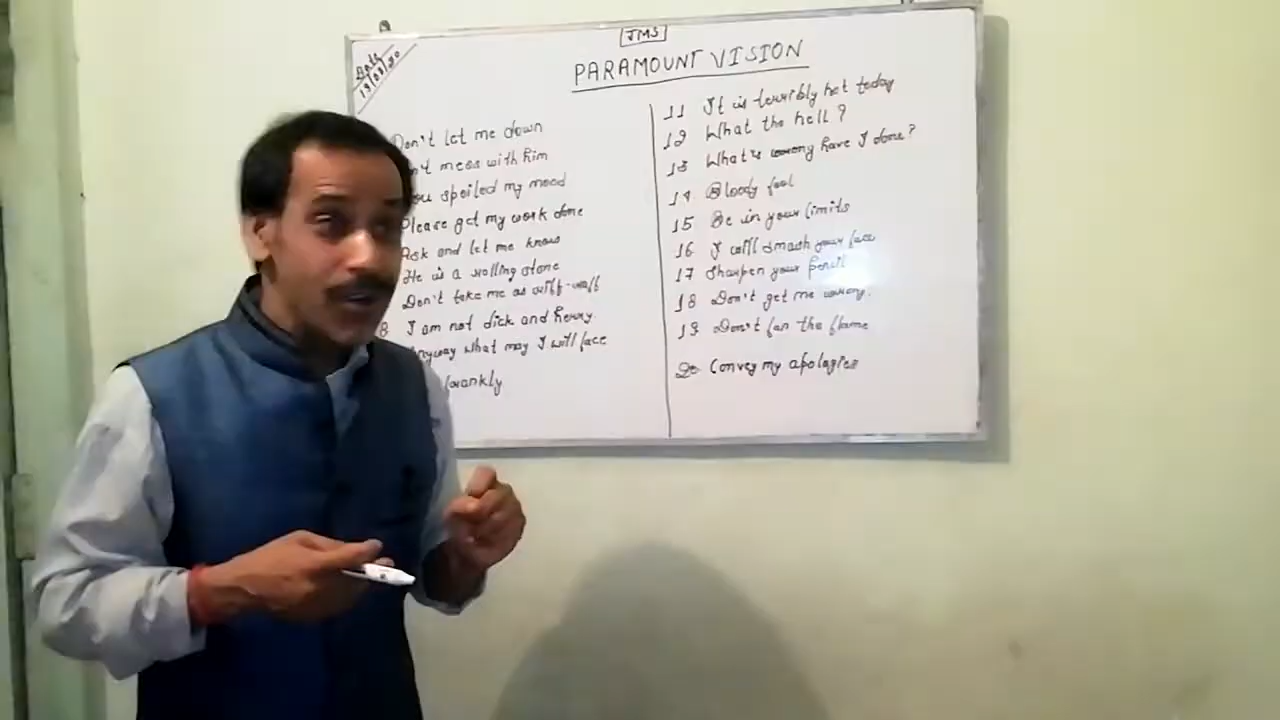 JMS
Date
19/08/20
PARAMOUNT VISION
Don't let me down
mess with him
spoiled my mood
Please get my work done
Ask and let me know
He is a rolling stone
Don't take me as riff-raff
8 I am not dick and herry.
Anyway what may I will face
frankly
11 It is terribly hot today
12 What the hell?
13 What's wrong have I done?
14 Bloody fool
15 Be in your limits
16 I will smash your face
17 Sharpen your pencil
18 Don't get me wrong.
19 Don't fan the flame
20 Convey my apologies